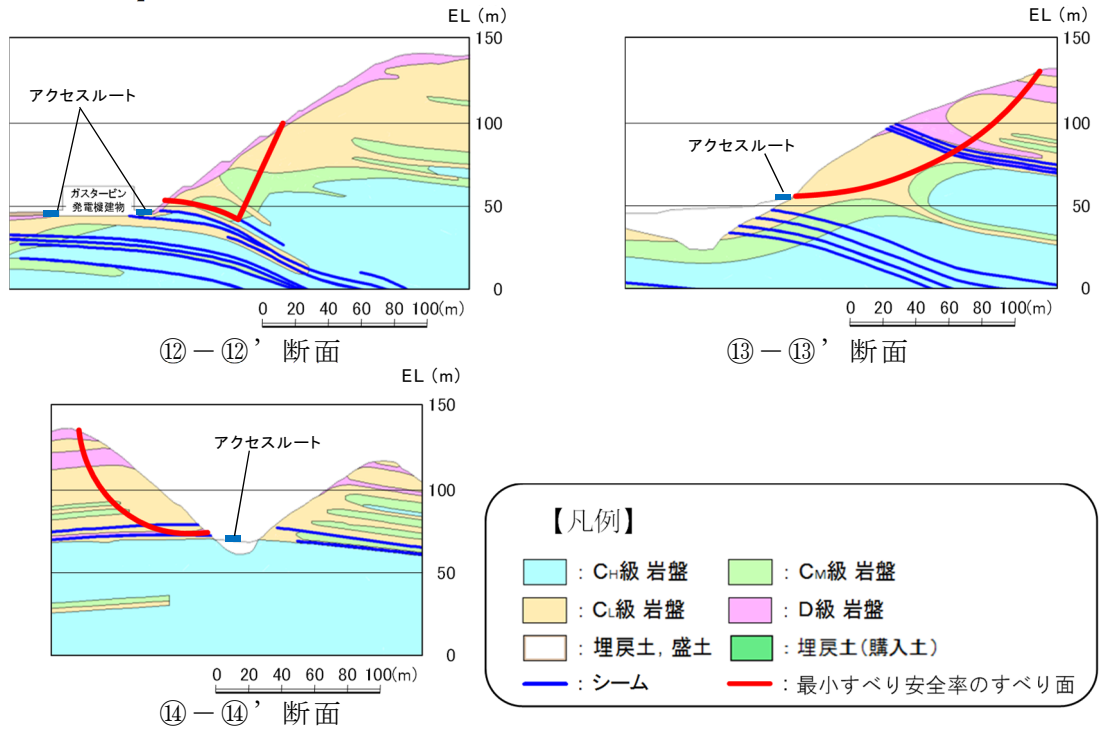 EL (m)
150
アクセスルート
100
ガスタービン
発電機建物
50
0
0 20 40 60 80 100(m)
⑫－⑫’ 断面
EL (m)
150
100
アクセスルート
50
0
0 20 40 60 80 100(m)
⑬－⑬’ 断面
EL (m)
150
アクセスルート
100
50
0
0 20 40 60 80 100(m)
⑭－⑭’ 断面
【凡例】
：CH級 岩盤
：CM級 岩盤
：CL級 岩盤
：D級 岩盤
：埋戻土，盛土
：埋戻土（購入土）
：シーム
：最小すべり安全率のすべり面